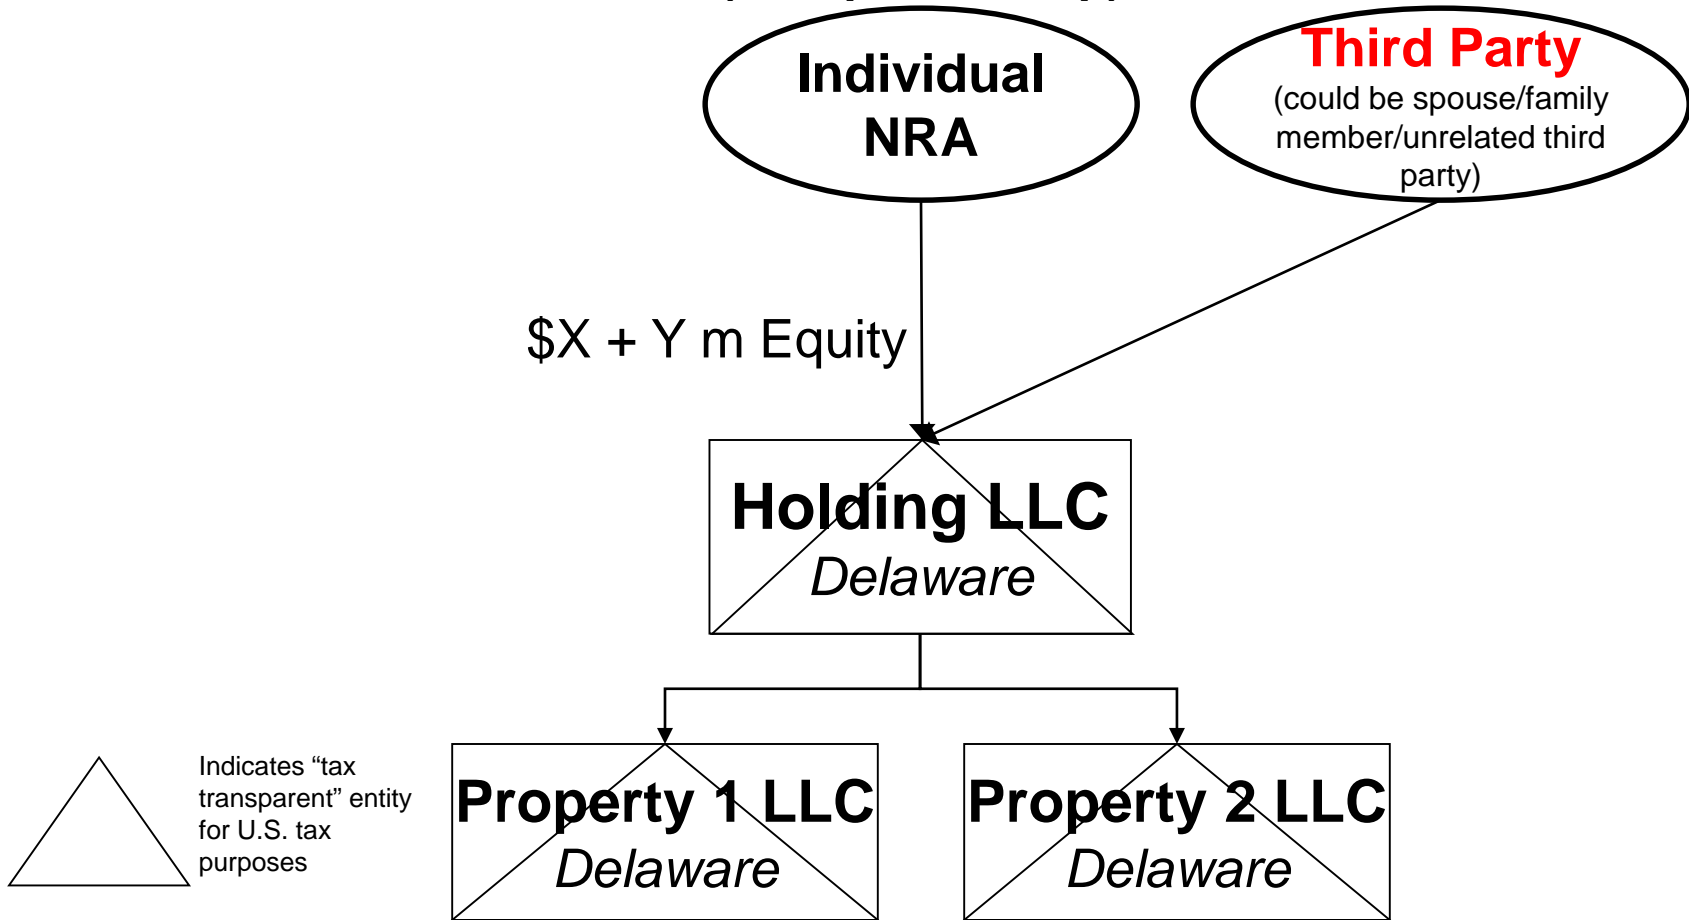 Individual
NRA
Third Party
(could be spouse/family
member/unrelated third
party)
$X + Y m Equity
Holding LLC
Delaware
Indicates “tax
transparent” entity
for U.S. tax
purposes
Property 1 LLC
Delaware
Property 2 LLC
Delaware